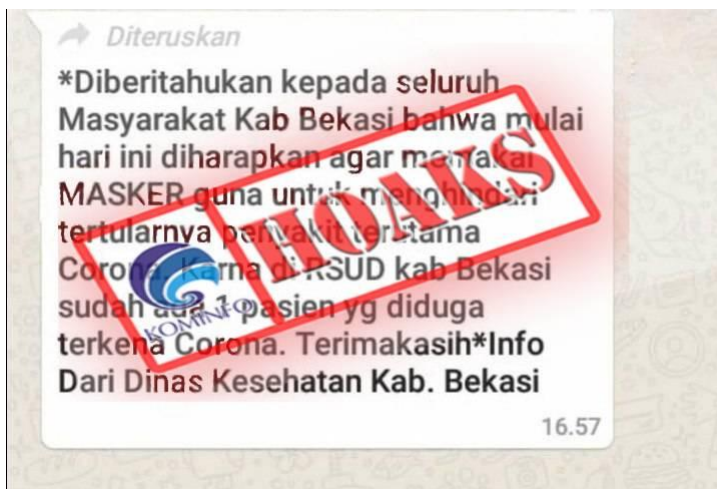 Diteruskan
*Diberitahukan kepada seluruh
Masyarakat Kab Bekasi bahwa mulai
hari ini diharapkan agar memakai
MASKER guna untuk menghindari
tertularnya penyakit terutama
Corona. Karna di RSUD kab Bekasi
sudah ada 1 pasien yg diduga
terkena Corona. Terimakasih*Info
Dari Dinas Kesehatan Kab. Bekasi
16.57
HOAKS
KOMINFO